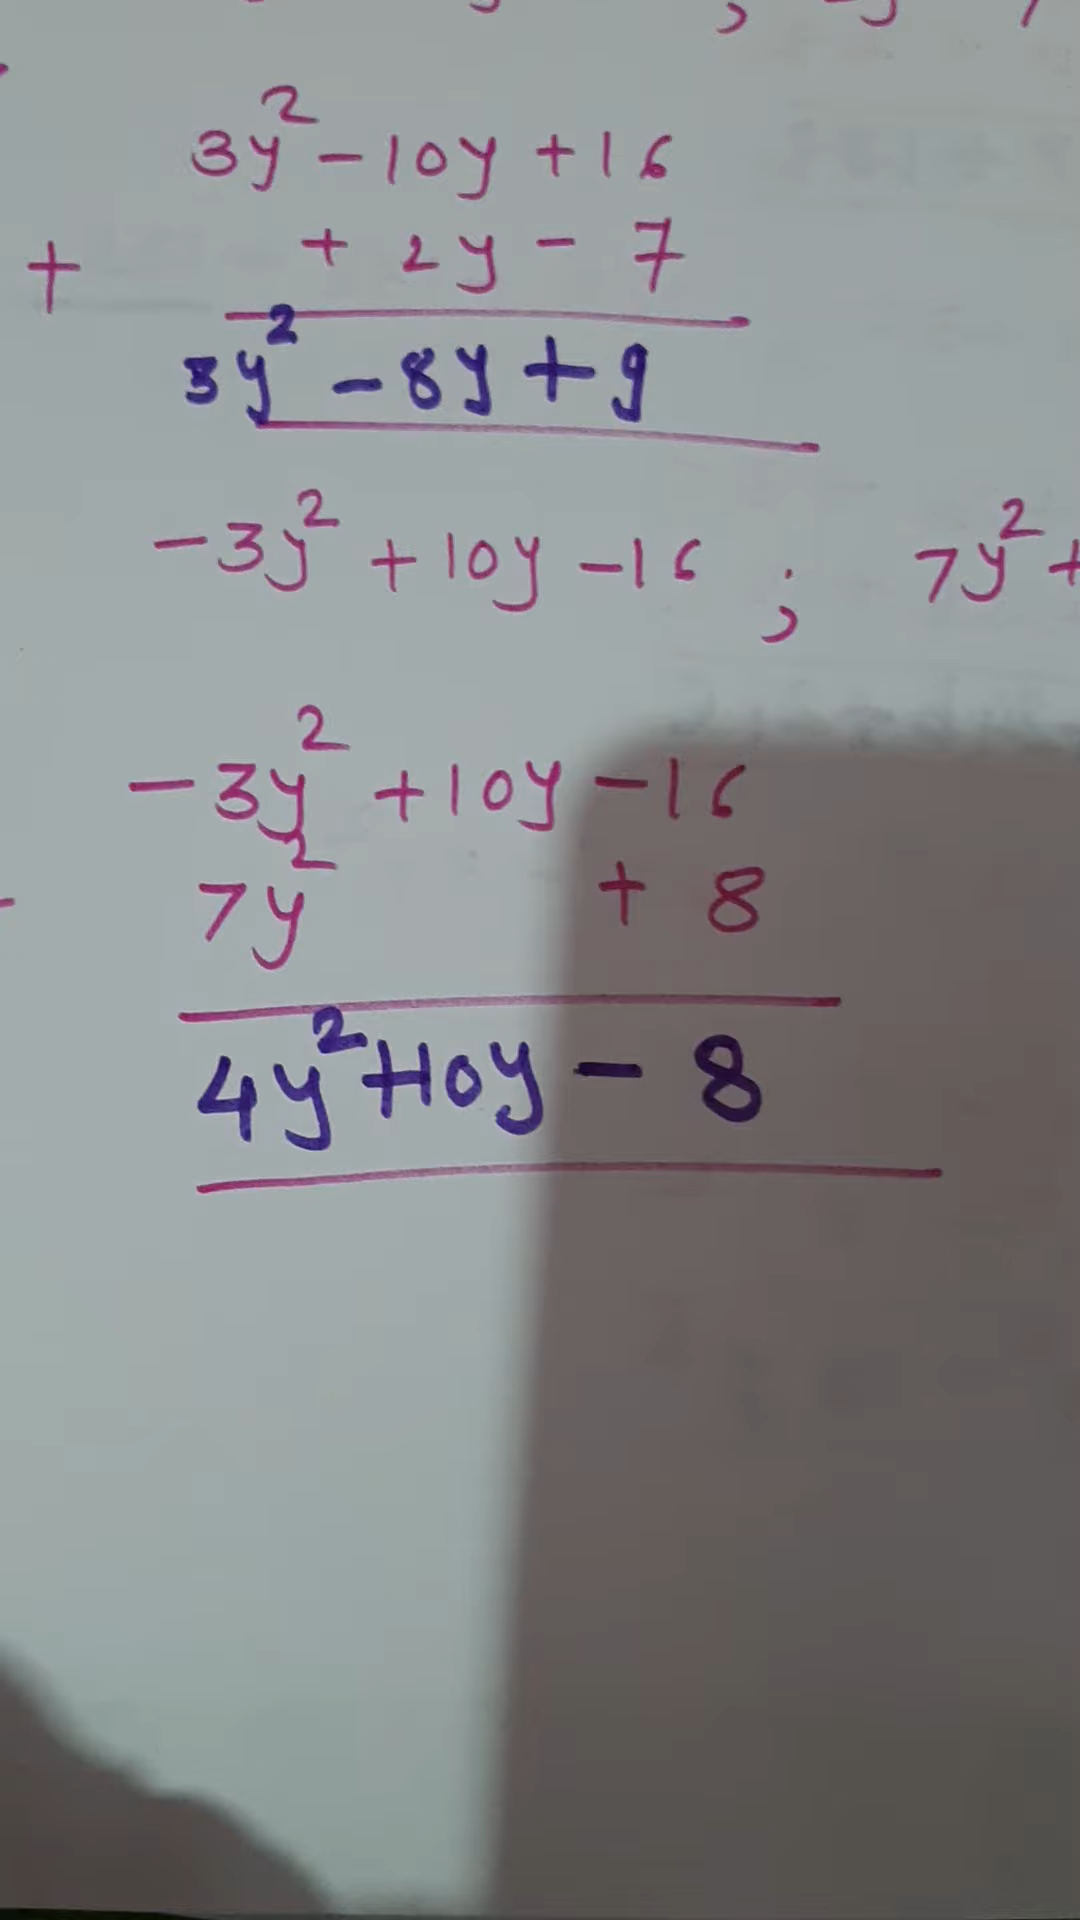 3y² - 10y + 16
+ 2y - 7
+
3y² - 8y + 9
-3y² + 10y - 16 ; 7y² +
-3y² + 10y - 16
7y² + 8
4y² + 10y - 8